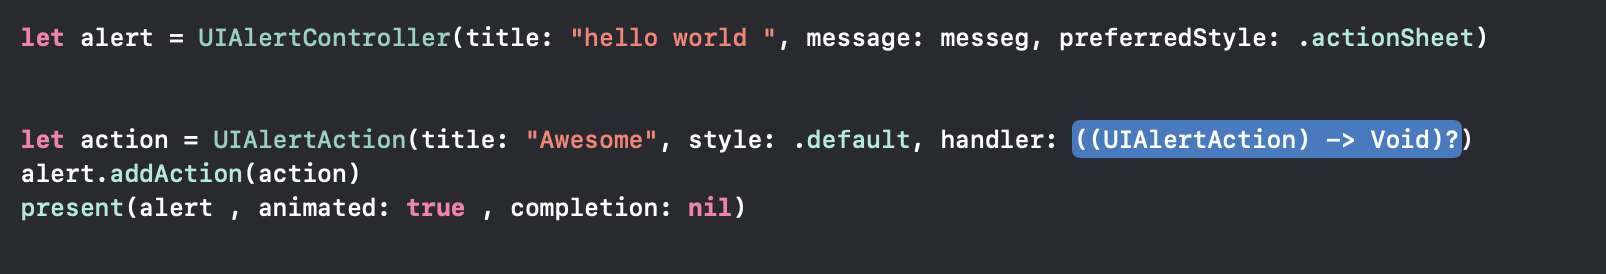 let alert = UIAlertController(title: "hello world ", message: messeg, preferredStyle: .actionSheet)
let action = UIAlertAction(title: "Awesome", style: .default, handler: ((UIAlertAction) -> Void)?)
alert.addAction(action)
present(alert , animated: true , completion: nil)